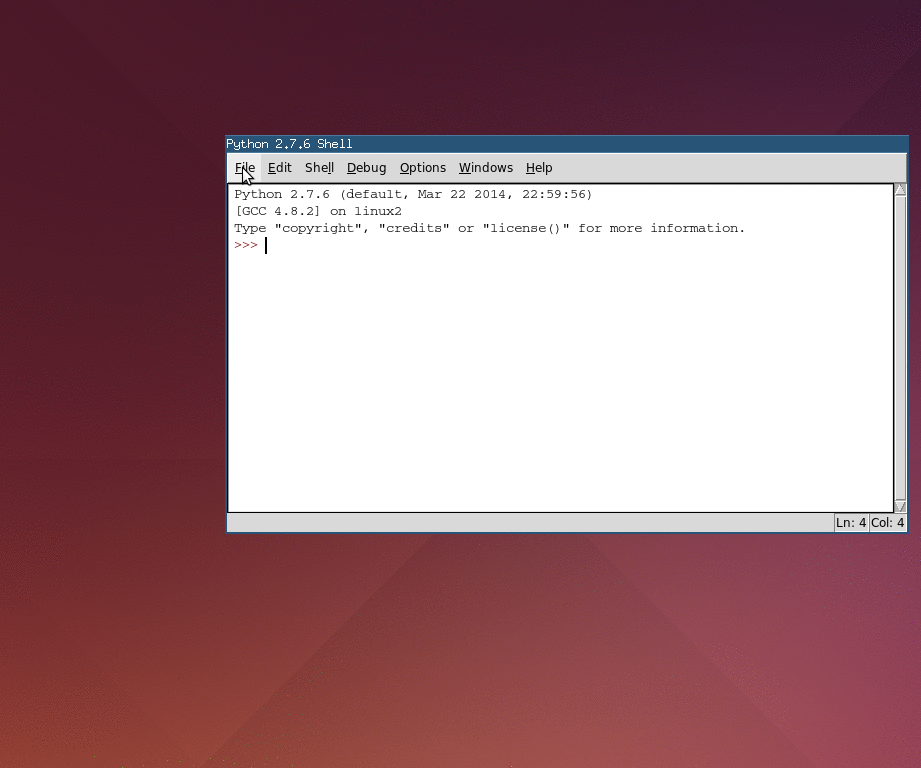 Python 2.7.6 Shell
File Edit Shell Debug Options Windows Help
Python 2.7.6 (default, Mar 22 2014, 22:59:56)
[GCC 4.8.2] on linux2
Type "copyright", "credits" or "license()" for more information.
>>>
Ln: 4 Col: 4